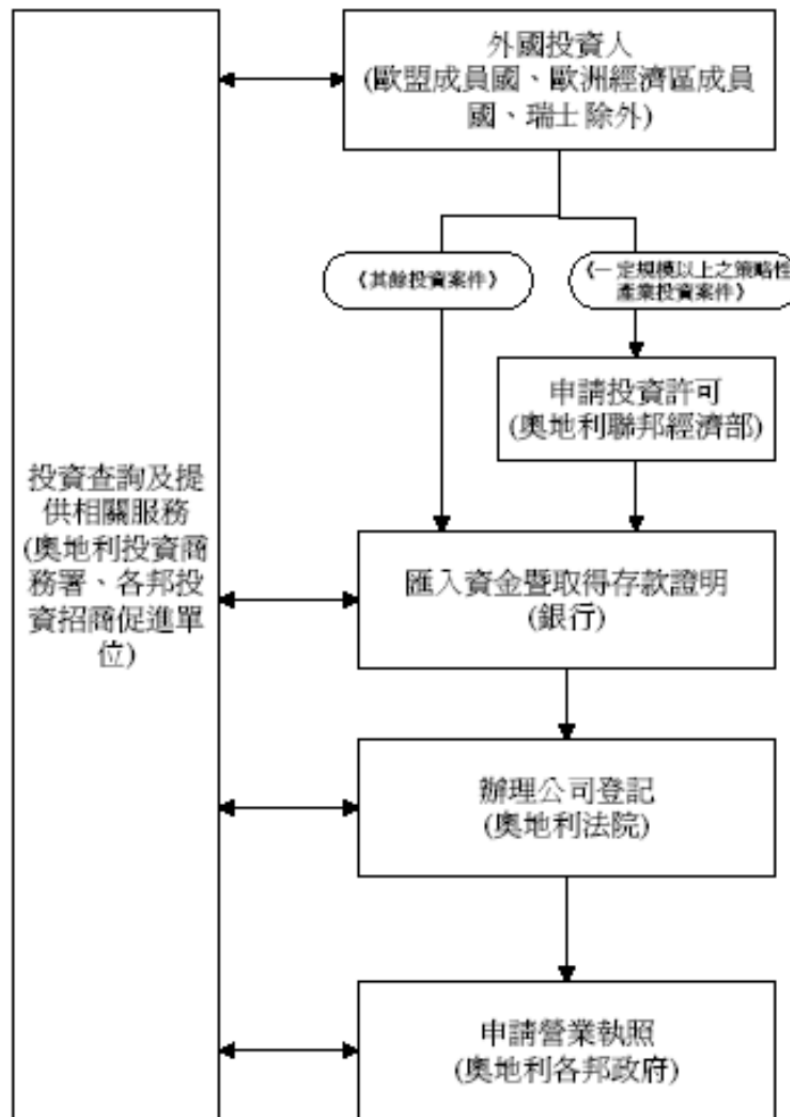 外國投資人
(歐盟成員國、歐洲經濟區成員
國、瑞士除外)
《其餘投資案件》
《一定規模以上之策略性
產業投資案件》
申請投資許可
(奧地利聯邦經濟部)
投資查詢及提
供相關服務
(奧地利投資商
務署、各邦投
資招商促進單
位)
匯入資金暨取得存款證明
(銀行)
辦理公司登記
(奧地利法院)
申請營業執照
(奧地利各邦政府)